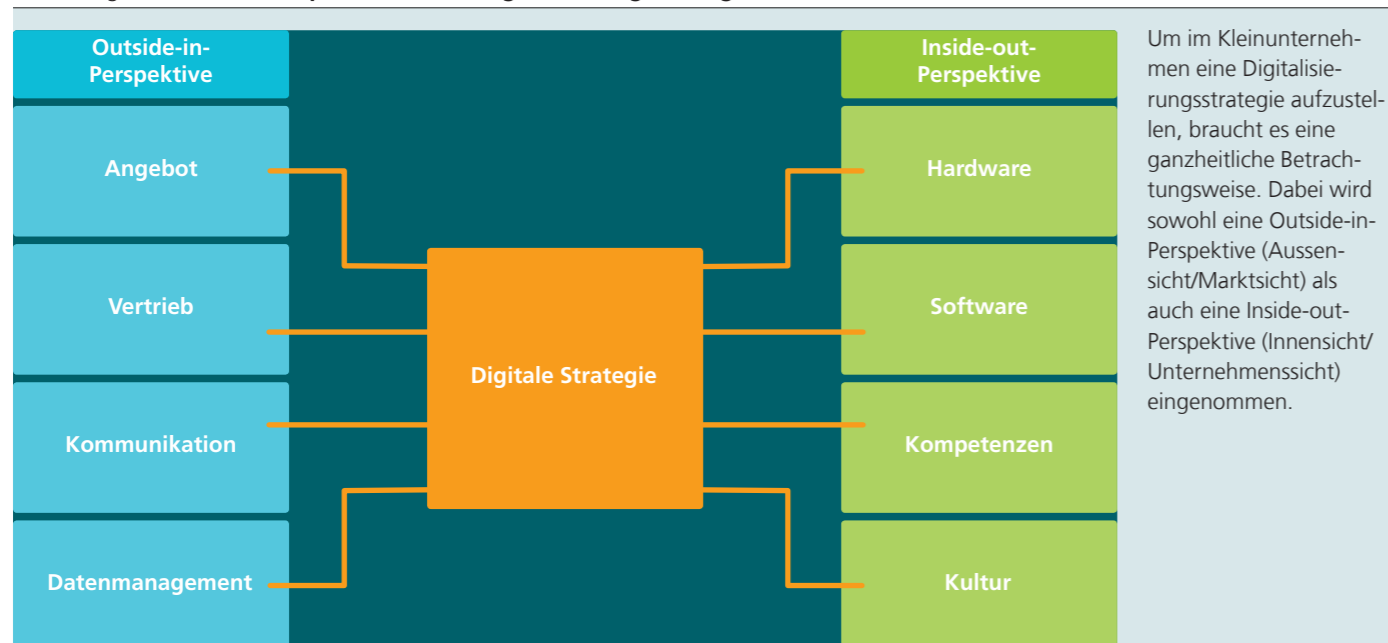 Outside-in-
Perspektive
Angebot
Vertrieb
Kommunikation
Datenmanagement
Digitale Strategie
Inside-out-
Perspektive
Hardware
Software
Kompetenzen
Kultur
Um im Kleinunterneh-
men eine Digitalisie-
rungsstrategie aufzustel-
len, braucht es eine
ganzheitliche Betrach-
tungsweise. Dabei wird
sowohl eine Outside-in-
Perspektive (Aussen-
sicht/Marktsicht) als
auch eine Inside-out-
Perspektive (Innensicht/
Unternehmenssicht)
eingenommen.